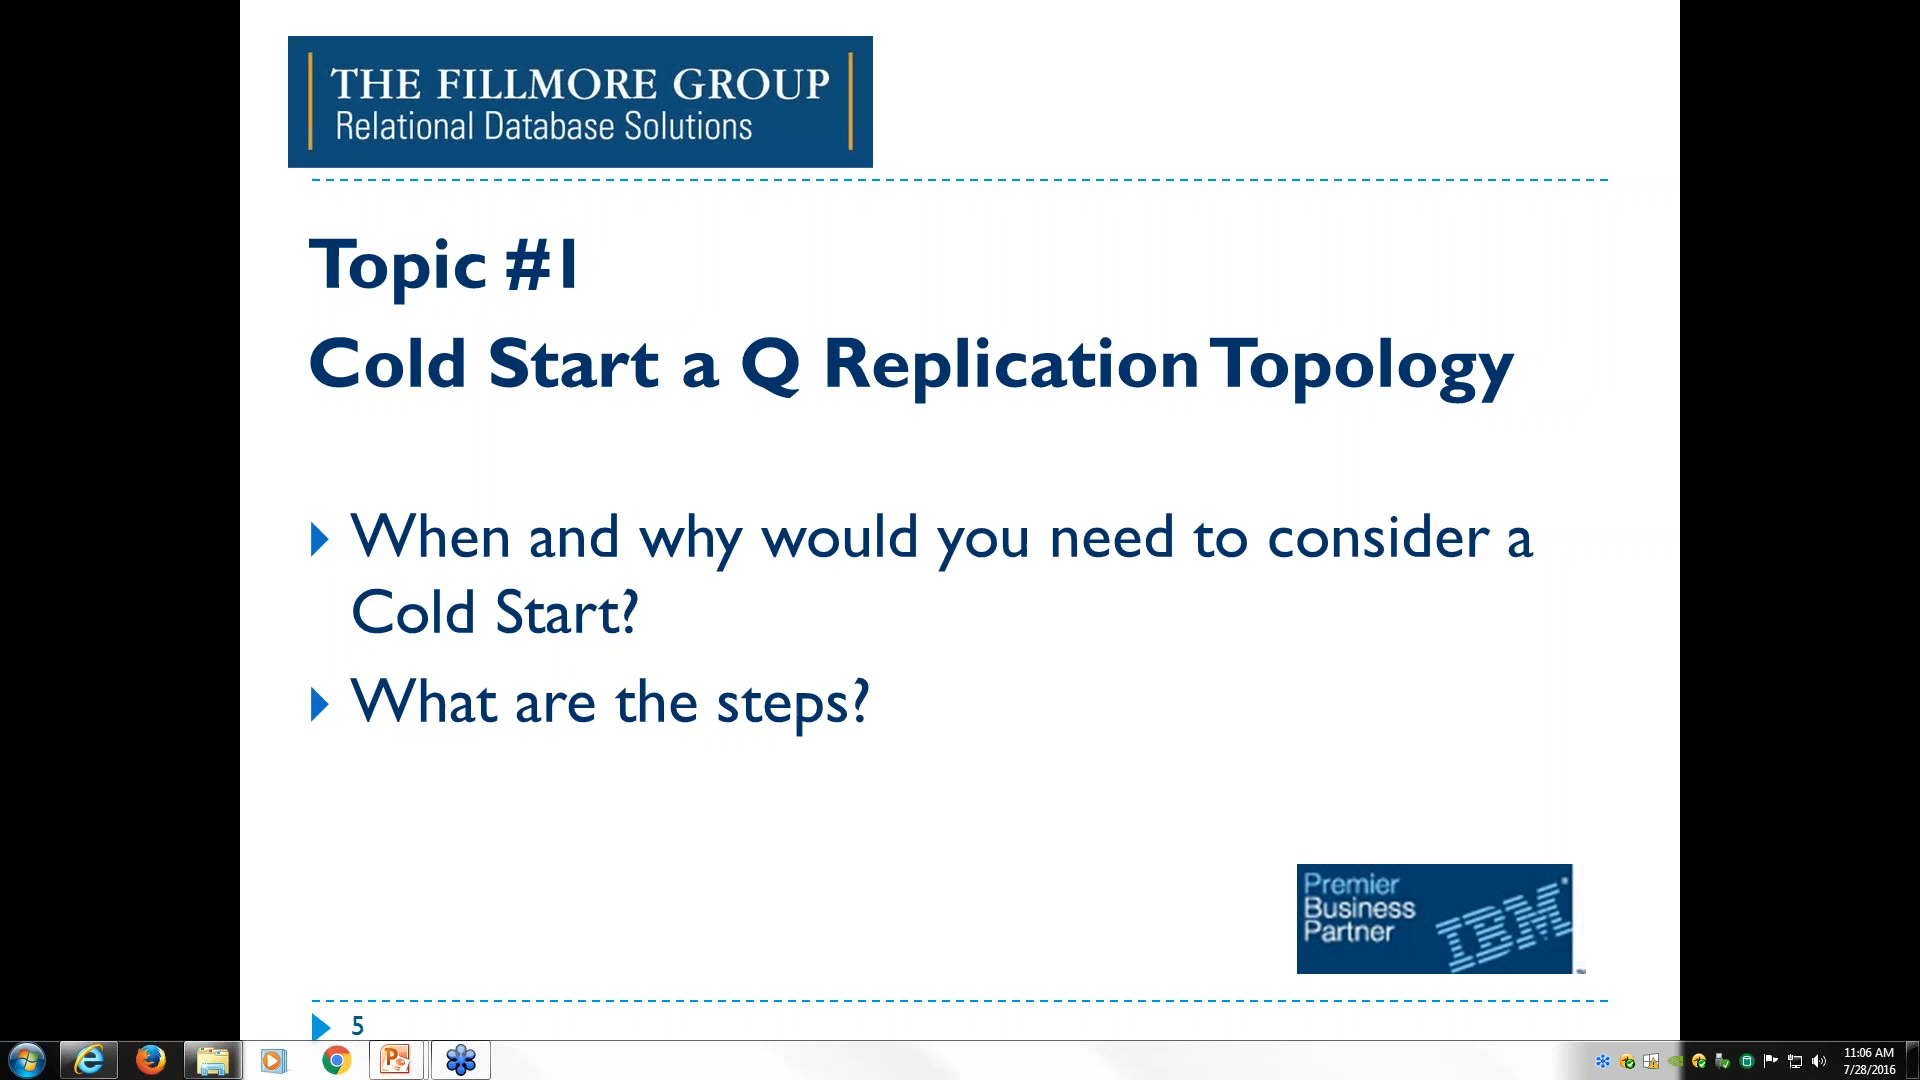 THE FILLMORE GROUP
Relational Database Solutions
Topic #1
Cold Start a Q Replication Topology
When and why would you need to consider a
Cold Start?
What are the steps?
Premier
Business
Partner
IBM
5
11:06 AM
7/28/2016